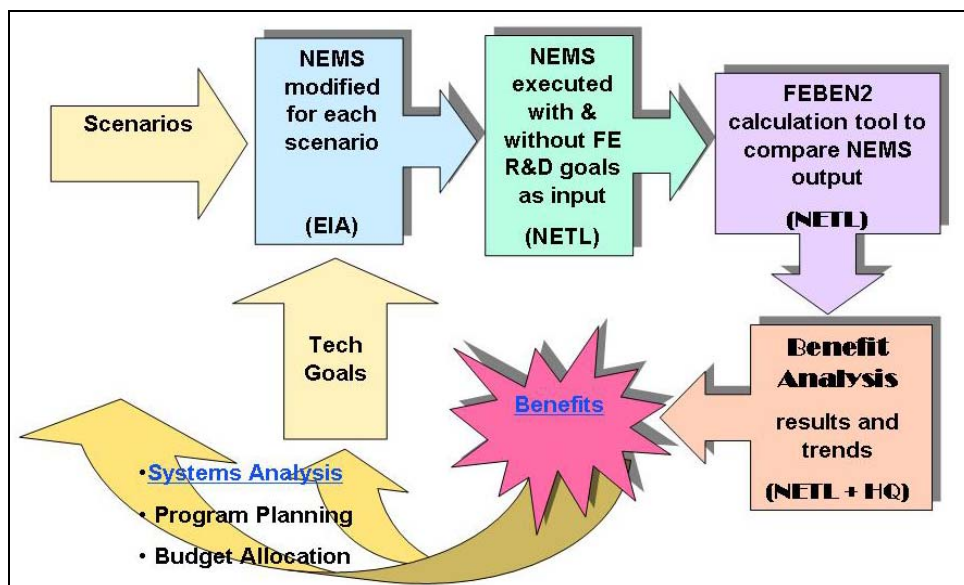 Scenarios
NEMS
modified
for each
scenario
(EIA)
NEMS
executed
with &
without FE
R&D goals
as input
(NETL)
FEBEN2
calculation tool to
compare NEMS
output
(NETL)
Benefit
Analysis
results and
trends
(NETL + HQ)
Benefits
Tech
Goals
•Systems Analysis
• Program Planning
• Budget Allocation